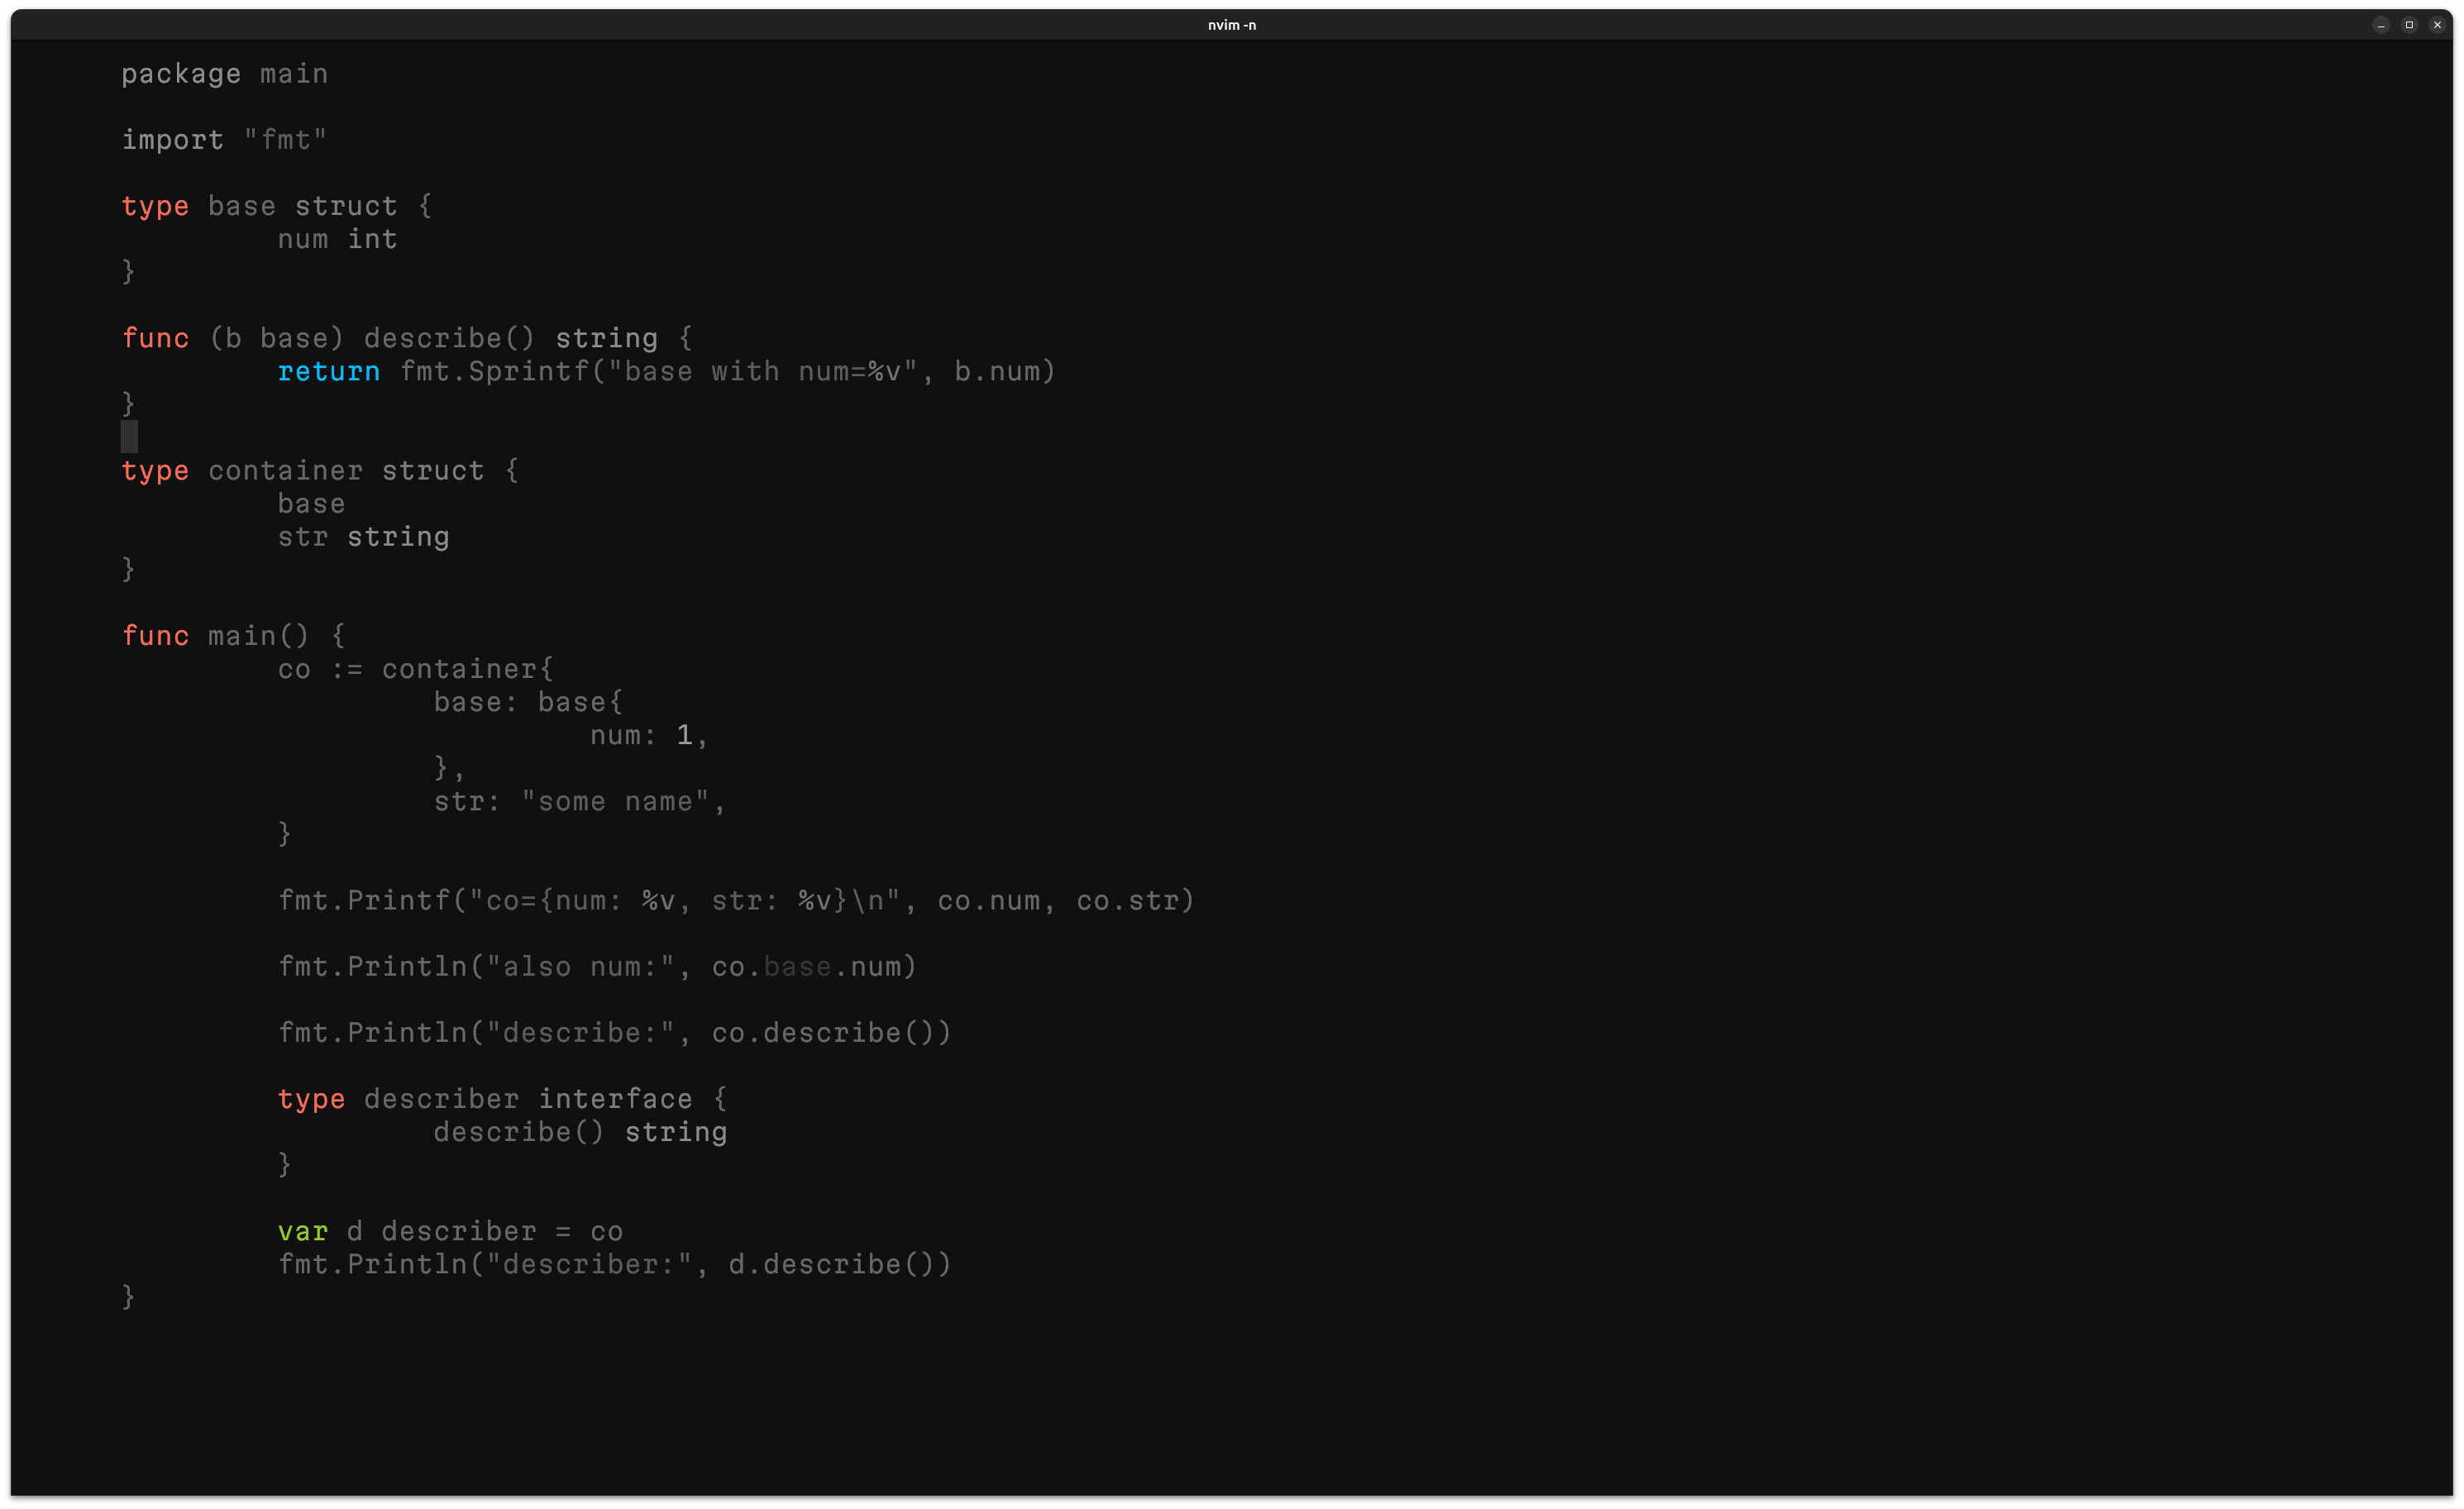 nvim -n
package main
import "fmt"
type base struct {
num int
}
func (b base) describe() string {
return fmt.Sprintf("base with num=%v", b.num)
}
type container struct {
base
str string
}
func main() {
co := container{
base: base{
num: 1,
},
str: "some name",
}
fmt.Printf("co={num: %v, str: %v}\n", co.num, co.str)
fmt.Println("also num:", co.base.num)
fmt.Println("describe:", co.describe())
type describer interface {
describe() string
}
var d describer = co
fmt.Println("describer:", d.describe())
}